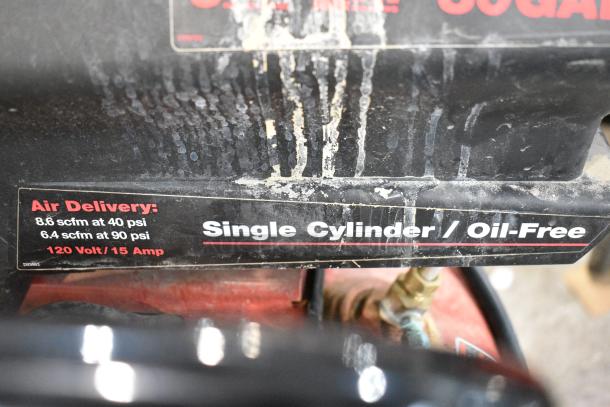 Air Delivery:
8.6 scfm at 40 psi
6.4 scfm at 90 psi
120 Volt/15 Amp
Single Cylinder / Oil-Free